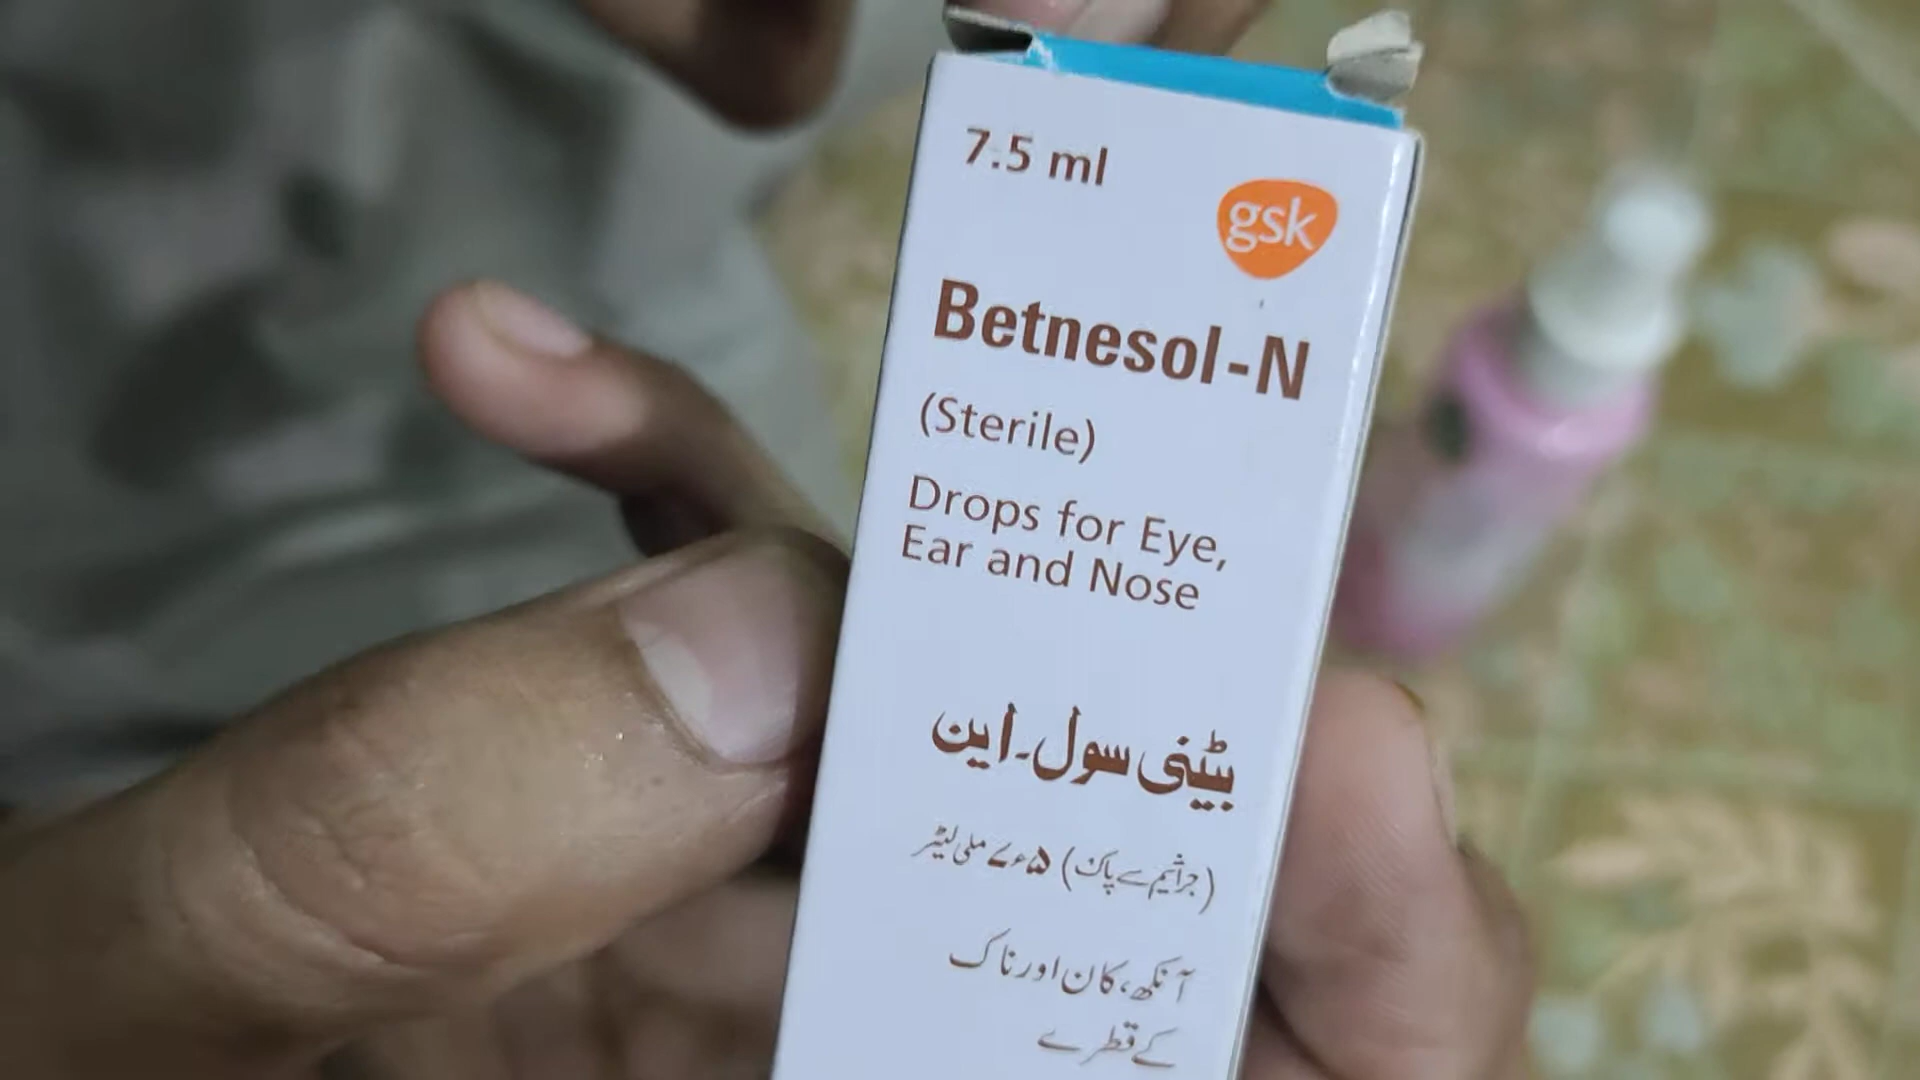 7.5 ml
gsk
Betnesol-N
(Sterile)
Drops for Eye,
Ear and Nose
بیٹنی سول۔این
(جراثیم سے پاک) ۷ء۵ ملی لیٹر
آنکھ، کان اور ناک
کے قطرے